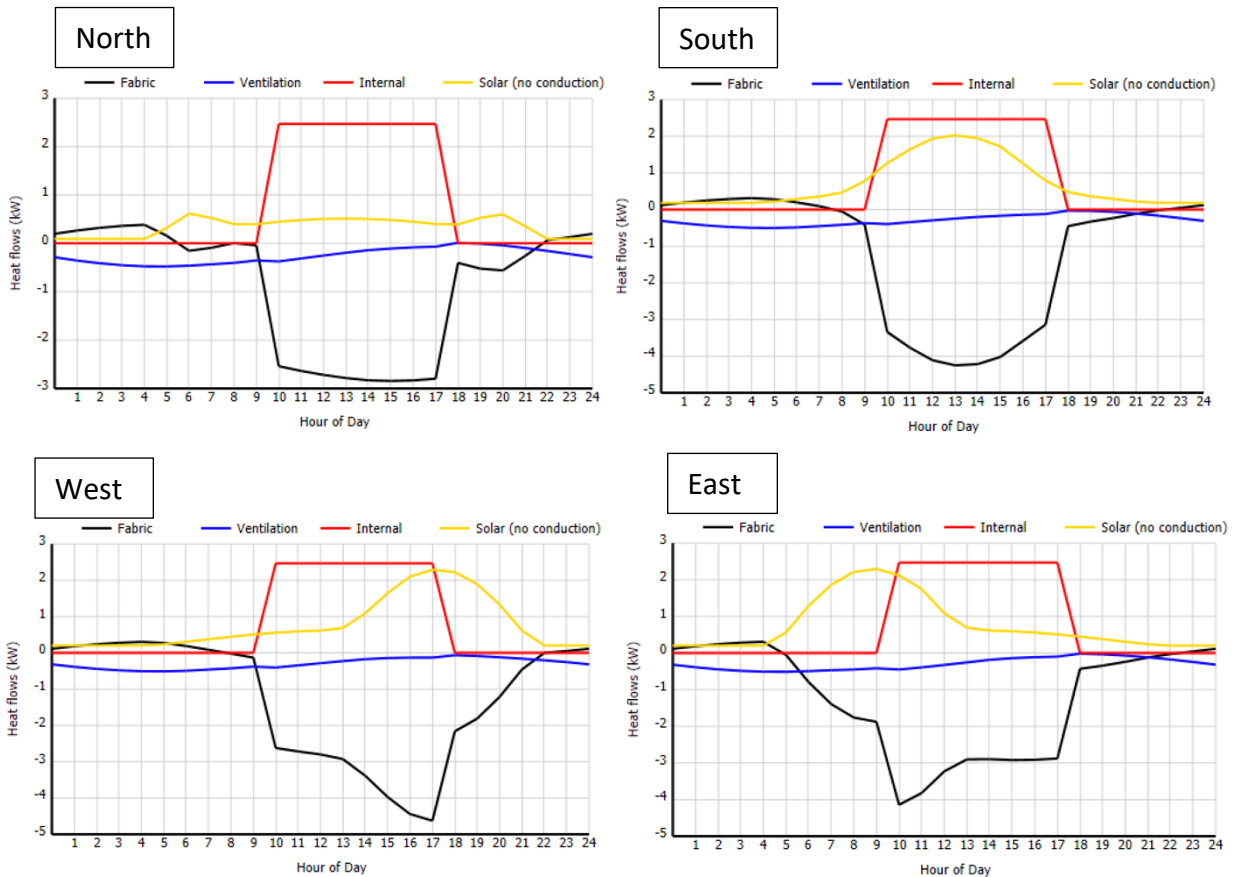 North
Fabric Ventilation Internal Solar (no conduction)
Heat flows (kW)
3
2
1
0
-1
-2
-3
1 2 3 4 5 6 7 8 9 10 11 12 13 14 15 16 17 18 19 20 21 22 23 24
Hour of Day
South
Fabric Ventilation Internal Solar (no conduction)
Heat flows (kW)
3
2
1
0
-1
-2
-3
-4
-5
1 2 3 4 5 6 7 8 9 10 11 12 13 14 15 16 17 18 19 20 21 22 23 24
Hour of Day
West
Fabric Ventilation Internal Solar (no conduction)
Heat flows (kW)
3
2
1
0
-1
-2
-3
-4
-5
1 2 3 4 5 6 7 8 9 10 11 12 13 14 15 16 17 18 19 20 21 22 23 24
Hour of Day
East
Fabric Ventilation Internal Solar (no conduction)
Heat flows (kW)
3
2
1
0
-1
-2
-3
-4
-5
1 2 3 4 5 6 7 8 9 10 11 12 13 14 15 16 17 18 19 20 21 22 23 24
Hour of Day